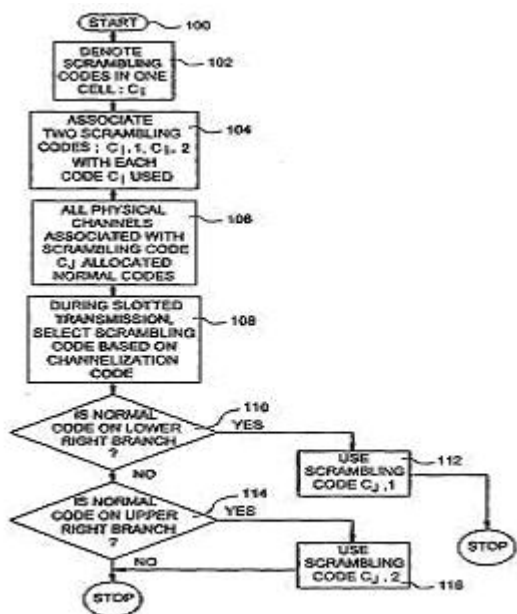 START
100
DENOTE
SCRAMBLING
CODES IN ONE
CELL : Ci
102
ASSOCIATE
TWO SCRAMBLING
CODES ; Ci,1, Ci,2
WITH EACH
CODE Ci USED
104
ALL PHYSICAL
CHANNELS
ASSOCIATED WITH
SCRAMBLING CODE
CJ ALLOCATED
NORMAL CODES
106
DURING SLOTTED
TRANSMISSION,
SELECT SCRAMBLING
CODE BASED ON
CHANNELIZATION
CODE
108
IS NORMAL
CODE ON LOWER
RIGHT BRANCH
?
110
YES
NO
USE
SCRAMBLING
CODE CJ,1
112
IS NORMAL
CODE ON UPPER
RIGHT BRANCH
?
114
YES
NO
USE
SCRAMBLING
CODE CJ,2
116
STOP
STOP